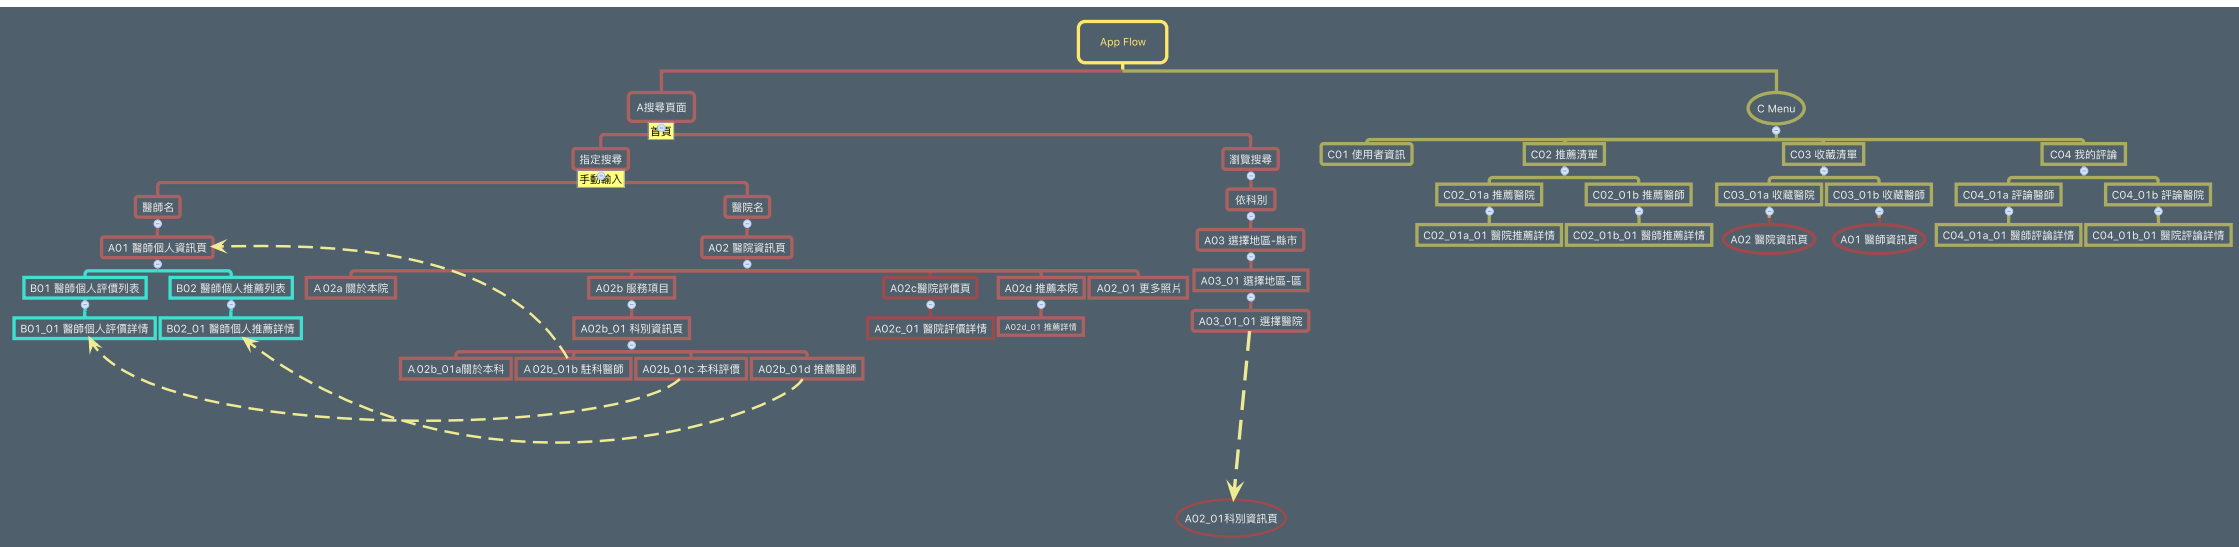 App Flow
A搜尋頁面
首頁
C Menu
指定搜尋
手動輸入
瀏覽搜尋
C01 使用者資訊
C02 推薦清單
C03 收藏清單
C04 我的評論
醫師名
醫院名
依科別
C02_01a 推薦醫院
C02_01b 推薦醫師
C03_01a 收藏醫院
C03_01b 收藏醫師
C04_01a 評論醫師
C04_01b 評論醫院
A01 醫師個人資訊頁
A02 醫院資訊頁
A03 選擇地區-縣市
C02_01a_01 醫院推薦詳情
C02_01b_01 醫師推薦詳情
A02 醫院資訊頁
A01 醫師資訊頁
C04_01a_01 醫師評論詳情
C04_01b_01 醫院評論詳情
B01 醫師個人評價列表
B02 醫師個人推薦列表
A02a 關於本院
A02b 服務項目
A02c醫院評價頁
A02d 推薦本院
A02_01 更多照片
A03_01 選擇地區-區
B01_01 醫師個人評價詳情
B02_01 醫師個人推薦詳情
A02b_01 科別資訊頁
A02c_01 醫院評價詳情
A02d_01 推薦詳情
A03_01_01 選擇醫院
A02b_01a關於本科
A02b_01b 駐科醫師
A02b_01c 本科評價
A02b_01d 推薦醫師
A02_01科別資訊頁